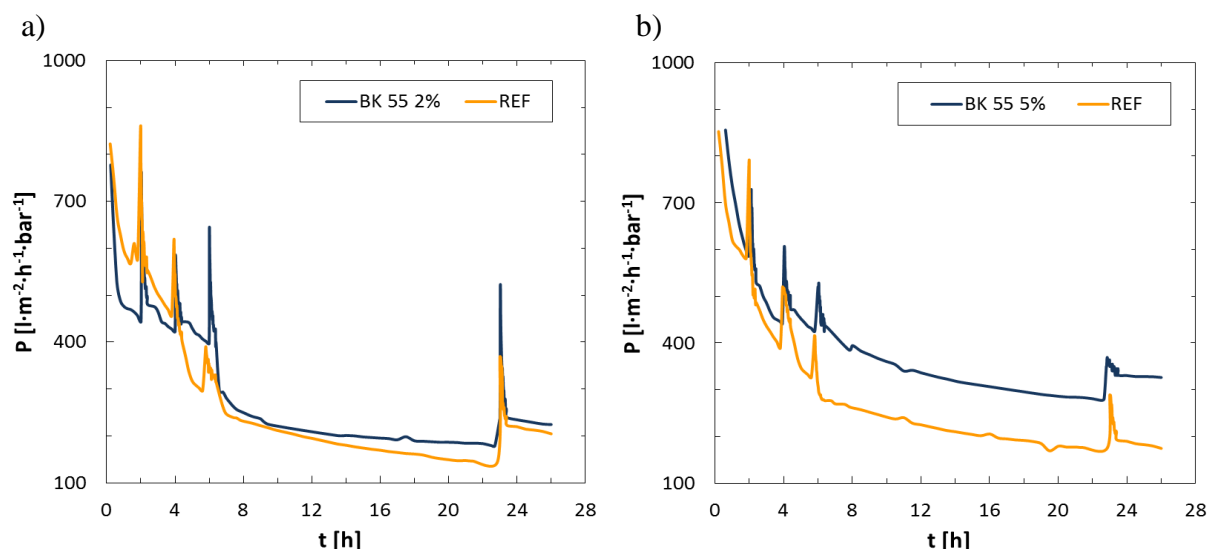 a)
1000
BK 55 2% REF
700
400
100
P [l·m⁻²·h⁻¹·bar⁻¹]
0 4 8 12 16 20 24 28
t [h]
b)
1000
BK 55 5% REF
700
400
100
P [l·m⁻²·h⁻¹·bar⁻¹]
0 4 8 12 16 20 24 28
t [h]